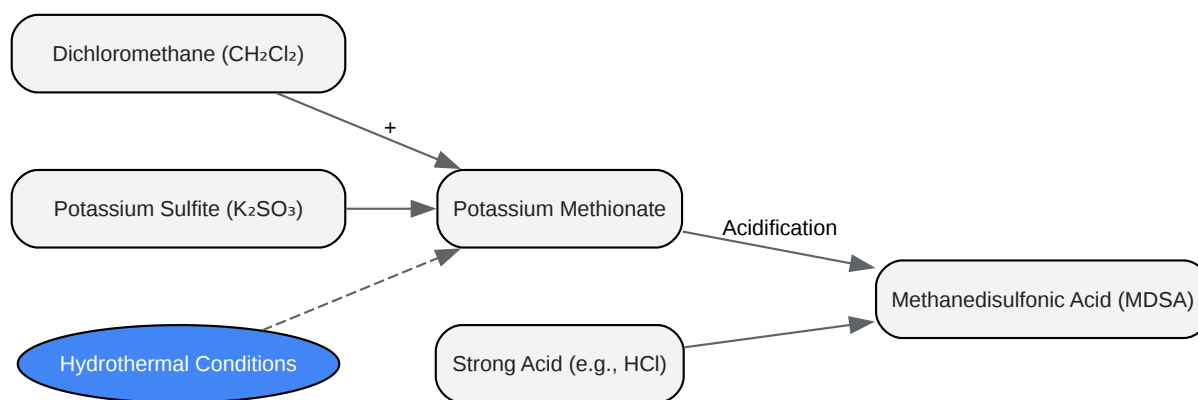 Dichloromethane (CH₂Cl₂)
+
Potassium Sulfite (K₂SO₃)
Potassium Methionate
Acidification
Methanedisulfonic Acid (MDSA)
Hydrothermal Conditions
Strong Acid (e.g., HCl)